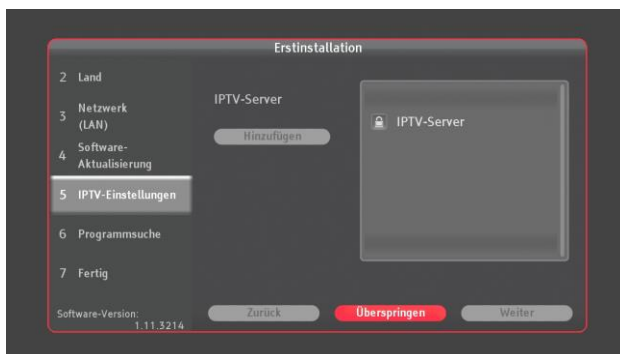 Erstinstallation
2 Land
3 Netzwerk
(LAN)
4 Software-
Aktualisierung
5 IPTV-Einstellungen
6 Programmsuche
7 Fertig
Software-Version:
1.11.3214
IPTV-Server
Hinzufügen
IPTV-Server
Zurück
Überspringen
Weiter